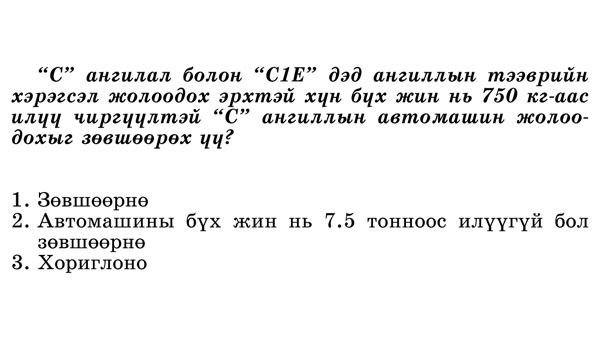 “С” ангилал болон “С1Е” дэд ангиллын тээврийн
хэрэгсэл жолоодох эрхтэй хүн бүх жин нь 750 кг-аас
илүү чиргүүлтэй “С” ангиллын автомашин жолоо-
дохыг зөвшөөрөх үү?
1. Зөвшөөрнө
2. Автомашины бүх жин нь 7.5 тонноос илүүгүй бол
зөвшөөрнө
3. Хориглоно